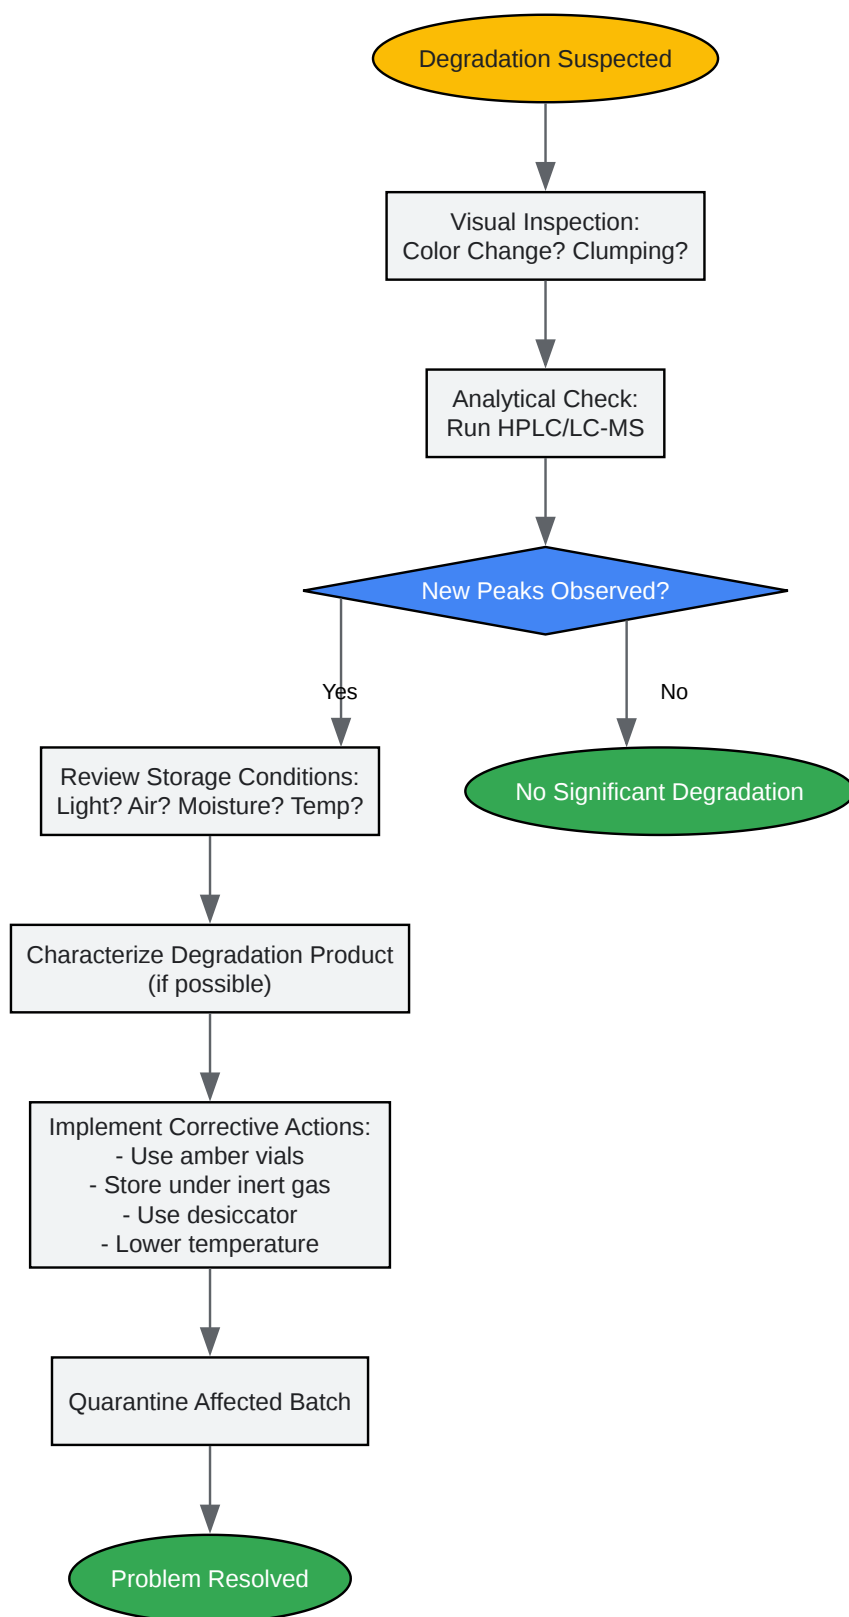 Degradation Suspected
Visual Inspection:
Color Change? Clumping?
Analytical Check:
Run HPLC/LC-MS
New Peaks Observed?
Yes
No
Review Storage Conditions:
Light? Air? Moisture? Temp?
No Significant Degradation
Characterize Degradation Product
(if possible)
Implement Corrective Actions:
- Use amber vials
- Store under inert gas
- Use desiccator
- Lower temperature
Quarantine Affected Batch
Problem Resolved